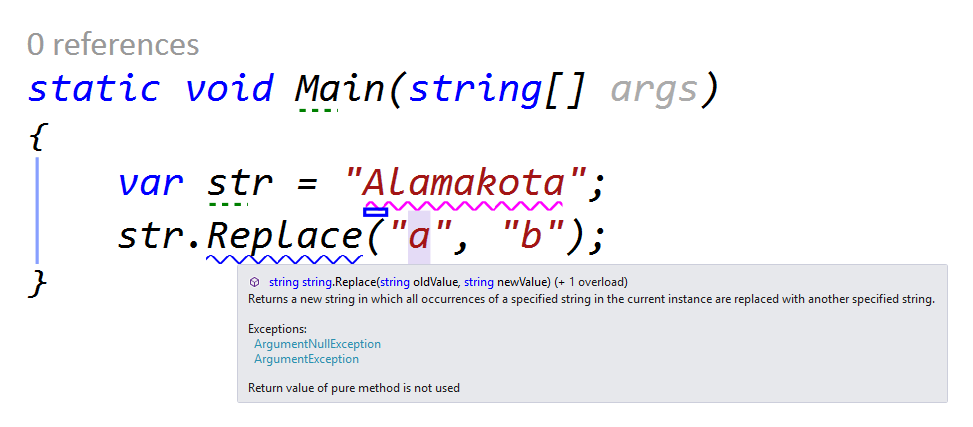 0 references
static void Main(string[] args)
{
var str = "Alamakota";
str.Replace("a", "b");
}
string string.Replace(string oldValue, string newValue) (+ 1 overload)
Returns a new string in which all occurrences of a specified string in the current instance are replaced with another specified string.
Exceptions:
ArgumentNullException
ArgumentException
Return value of pure method is not used